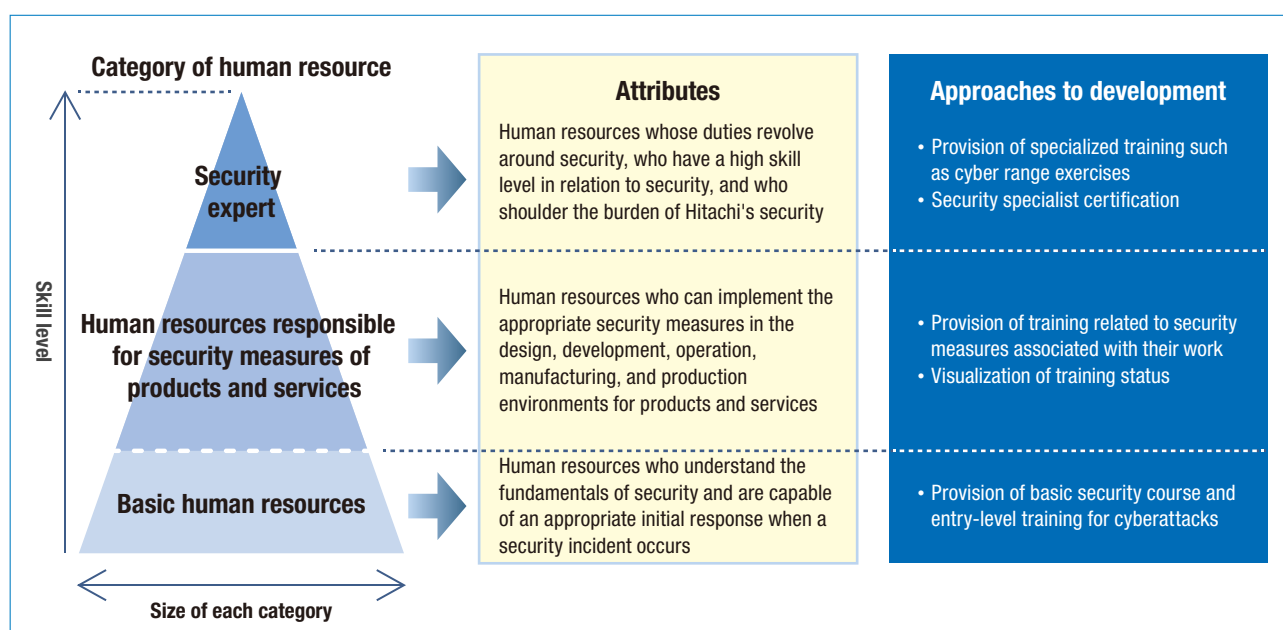 Category of human resource
Skill level
Security
expert
Human resources responsible
for security measures of
products and services
Basic human resources
Size of each category
Attributes
Human resources whose duties revolve
around security, who have a high skill
level in relation to security, and who
shoulder the burden of Hitachi's security
Human resources who can implement the
appropriate security measures in the
design, development, operation,
manufacturing, and production
environments for products and services
Human resources who understand the
fundamentals of security and are capable
of an appropriate initial response when a
security incident occurs
Approaches to development
• Provision of specialized training such
as cyber range exercises
• Security specialist certification
• Provision of training related to security
measures associated with their work
• Visualization of training status
• Provision of basic security course and
entry-level training for cyberattacks